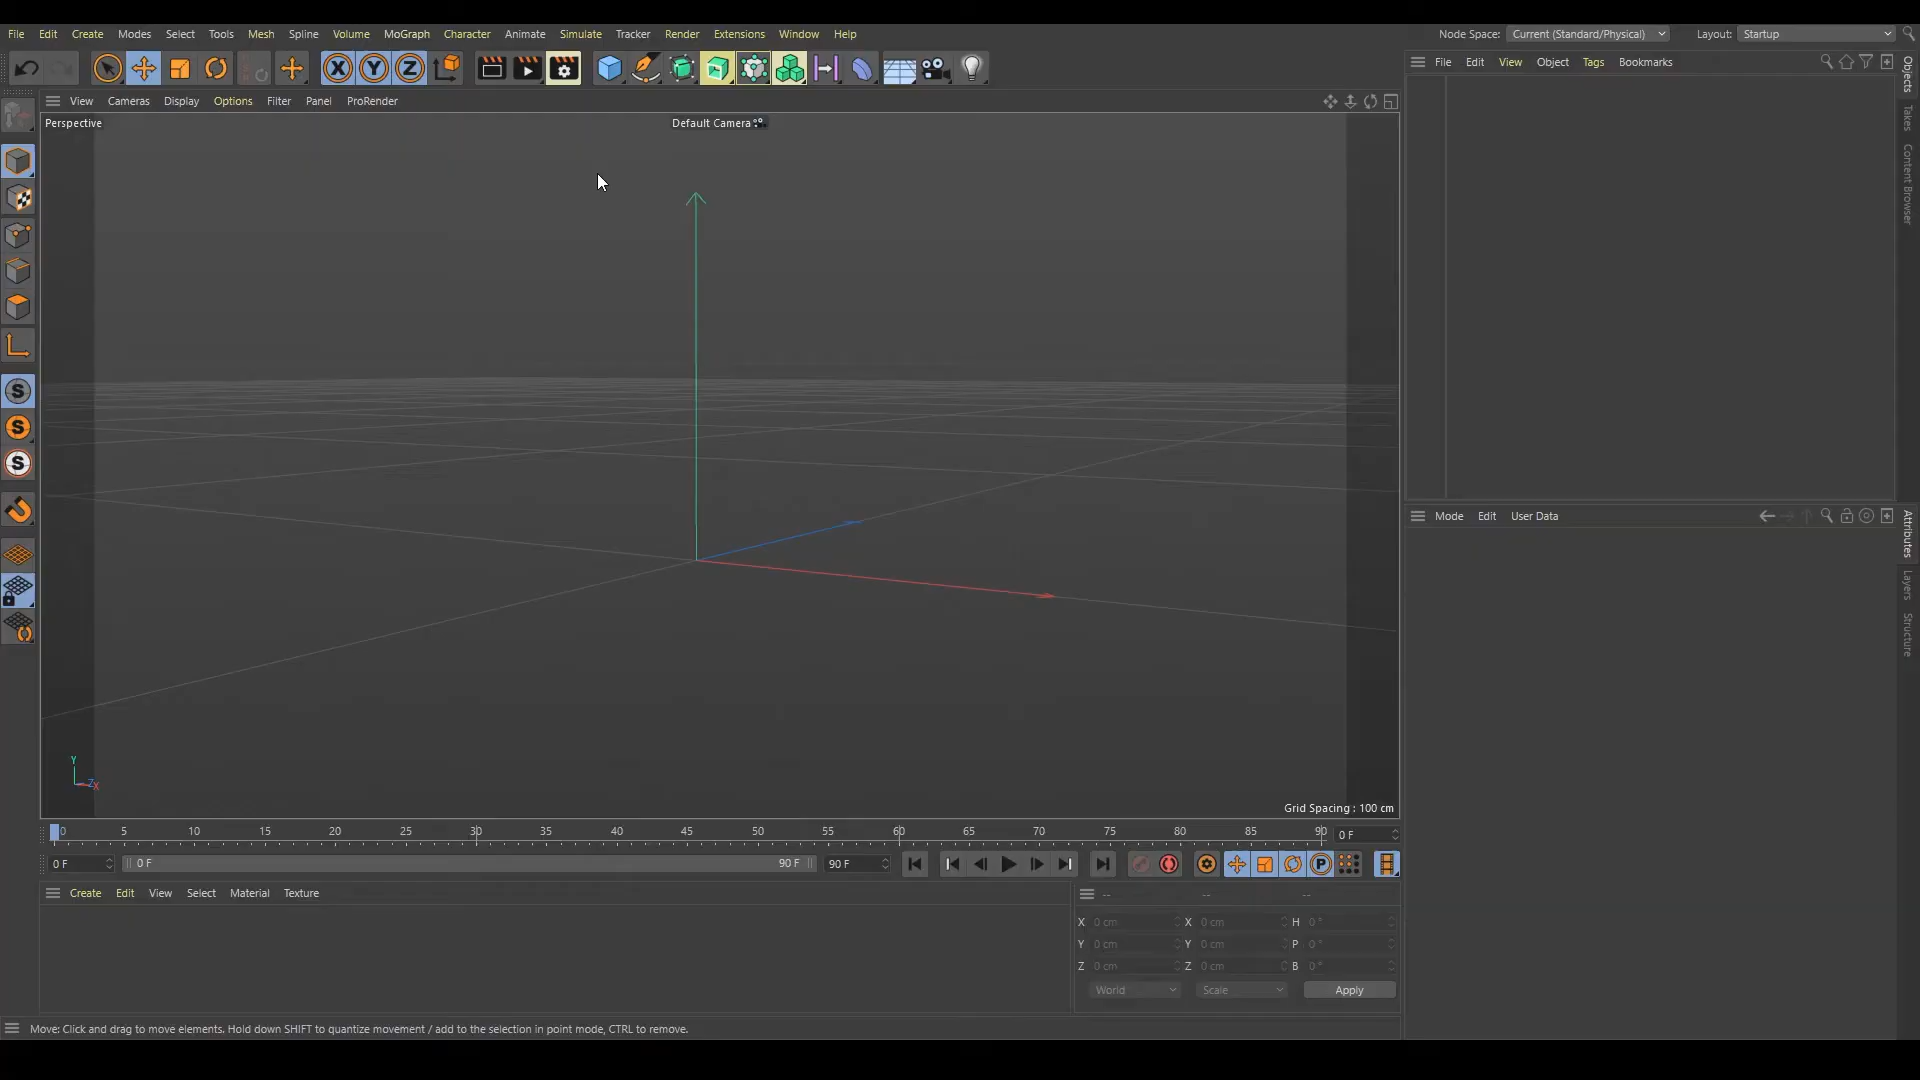 File Edit Create Modes Select Tools Mesh Spline Volume MoGraph Character Animate Simulate Tracker Render Extensions Window Help Node Space: Current (Standard/Physical) Layout: Startup
X Y Z
File Edit View Object Tags Bookmarks
View Cameras Display Options Filter Panel ProRender
Perspective
Default Camera
Objects
Takes
Content Browser
S
S
S
Mode Edit User Data
Attributes
Layers
Structure
Y
Z X
Grid Spacing : 100 cm
0 5 10 15 20 25 30 35 40 45 50 55 60 65 70 75 80 85 90 0 F
0 F 0 F 90 F 90 F P
Create Edit View Select Material Texture -- -- --
X 0 cm X 0 cm H 0 °
Y 0 cm Y 0 cm P 0 °
Z 0 cm Z 0 cm B 0 °
World Scale Apply
Move: Click and drag to move elements. Hold down SHIFT to quantize movement / add to the selection in point mode, CTRL to remove.